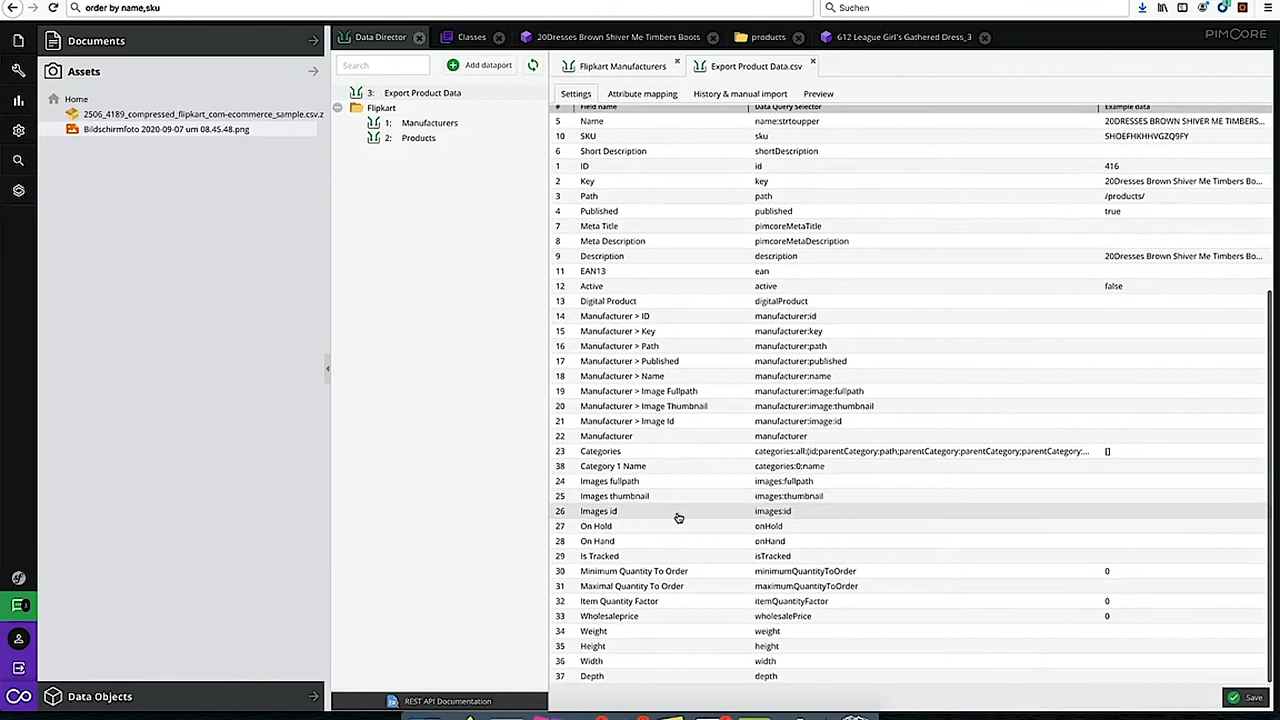 order by name,sku
Suchen
Documents
Data Director
Classes
20Dresses Brown Shiver Me Timbers Boots
products
612 League Girl's Gathered Dress_3
PIMCORE
Assets
Home
2506_4189_compressed_flipkart_com-ecommerce_sample.csv.z
Bildschirmfoto 2020-09-07 um 08.45.48.png
Data Objects
Search
Add dataport
3: Export Product Data
Flipkart
1: Manufacturers
2: Products
REST API Documentation
Flipkart Manufacturers
Export Product Data.csv
Settings
Attribute mapping
History & manual import
Preview
# Field name Data Query Selector Example data
5 Name name:strtoupper 20DRESSES BROWN SHIVER ME TIMBERS...
10 SKU sku SHOEFHKHHVGZQ9FY
6 Short Description shortDescription
1 ID id 416
2 Key key 20Dresses Brown Shiver Me Timbers Bo...
3 Path path /products/
4 Published published true
7 Meta Title pimcoreMetaTitle
8 Meta Description pimcoreMetaDescription
9 Description description 20Dresses Brown Shiver Me Timbers Bo...
11 EAN13 ean
12 Active active false
13 Digital Product digitalProduct
14 Manufacturer > ID manufacturer:id
15 Manufacturer > Key manufacturer:key
16 Manufacturer > Path manufacturer:path
17 Manufacturer > Published manufacturer:published
18 Manufacturer > Name manufacturer:name
19 Manufacturer > Image Fullpath manufacturer:image:fullpath
20 Manufacturer > Image Thumbnail manufacturer:image:thumbnail
21 Manufacturer > Image Id manufacturer:image:id
22 Manufacturer manufacturer
23 Categories categories:all:(id;parentCategory:path;parentCategory:parentCategory;parentCategory:... []
38 Category 1 Name categories:0;name
24 Images fullpath images:fullpath
25 Images thumbnail images:thumbnail
26 Images id images:id
27 On Hold onHold
28 On Hand onHand
29 Is Tracked isTracked
30 Minimum Quantity To Order minimumQuantityToOrder 0
31 Maximal Quantity To Order maximumQuantityToOrder
32 Item Quantity Factor itemQuantityFactor 0
33 Wholesaleprice wholesalePrice 0
34 Weight weight
35 Height height
36 Width width
37 Depth depth
Save